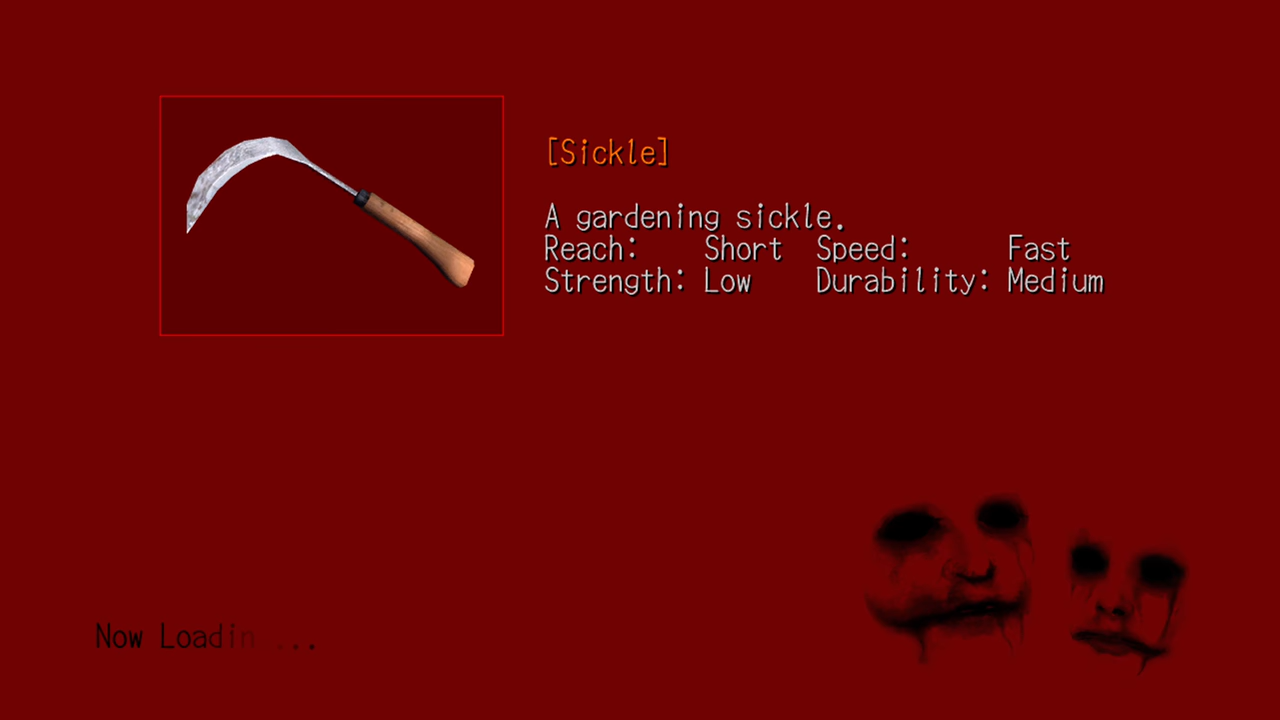 [Sickle]
A gardening sickle.
Reach: Short Speed: Fast
Strength: Low Durability: Medium
Now Loadin ...